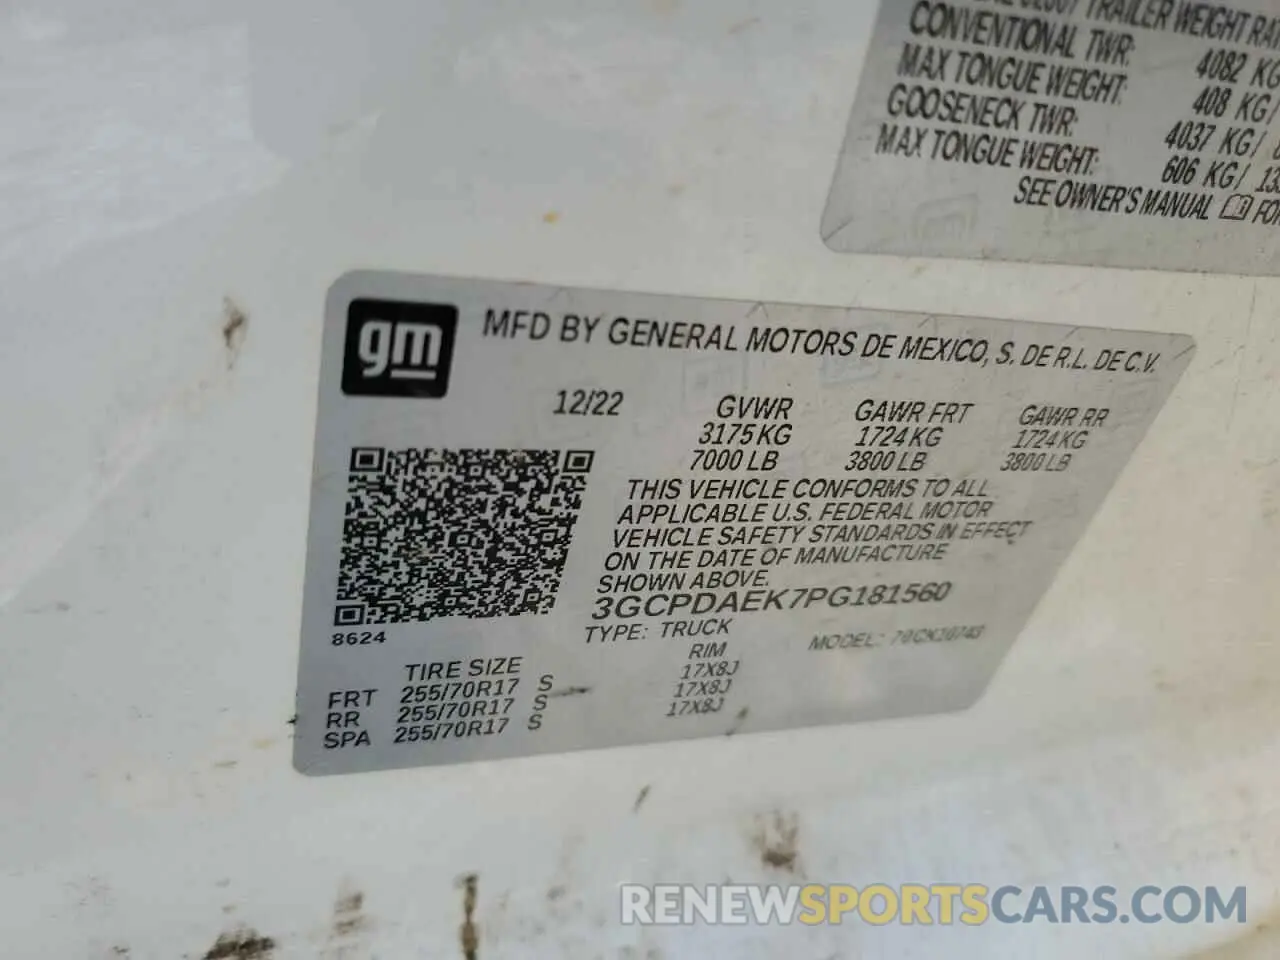 TRAILER WEIGHT
CONVENTIONAL TWR: 4082 KG
MAX TONGUE WEIGHT: 408 KG/
GOOSENECK TWR: 4037 KG/
MAX TONGUE WEIGHT: 606 KG/
SEE OWNER'S MANUAL
gm
MFD BY GENERAL MOTORS DE MEXICO, S. DE R.L. DE C.V.
12/22 GVWR GAWR FRT GAWR RR
3175 KG 1724 KG 1724 KG
7000 LB 3800 LB 3800 LB
THIS VEHICLE CONFORMS TO ALL
APPLICABLE U.S. FEDERAL MOTOR
VEHICLE SAFETY STANDARDS IN EFFECT
ON THE DATE OF MANUFACTURE
SHOWN ABOVE.
3GCPDAEK7PG181560
8624
TYPE: TRUCK MODEL:
TIRE SIZE RIM
FRT 255/70R17 S 17X8J
RR 255/70R17 S 17X8J
SPA 255/70R17 S 17X8J
RENEWSPORTSCARS.COM